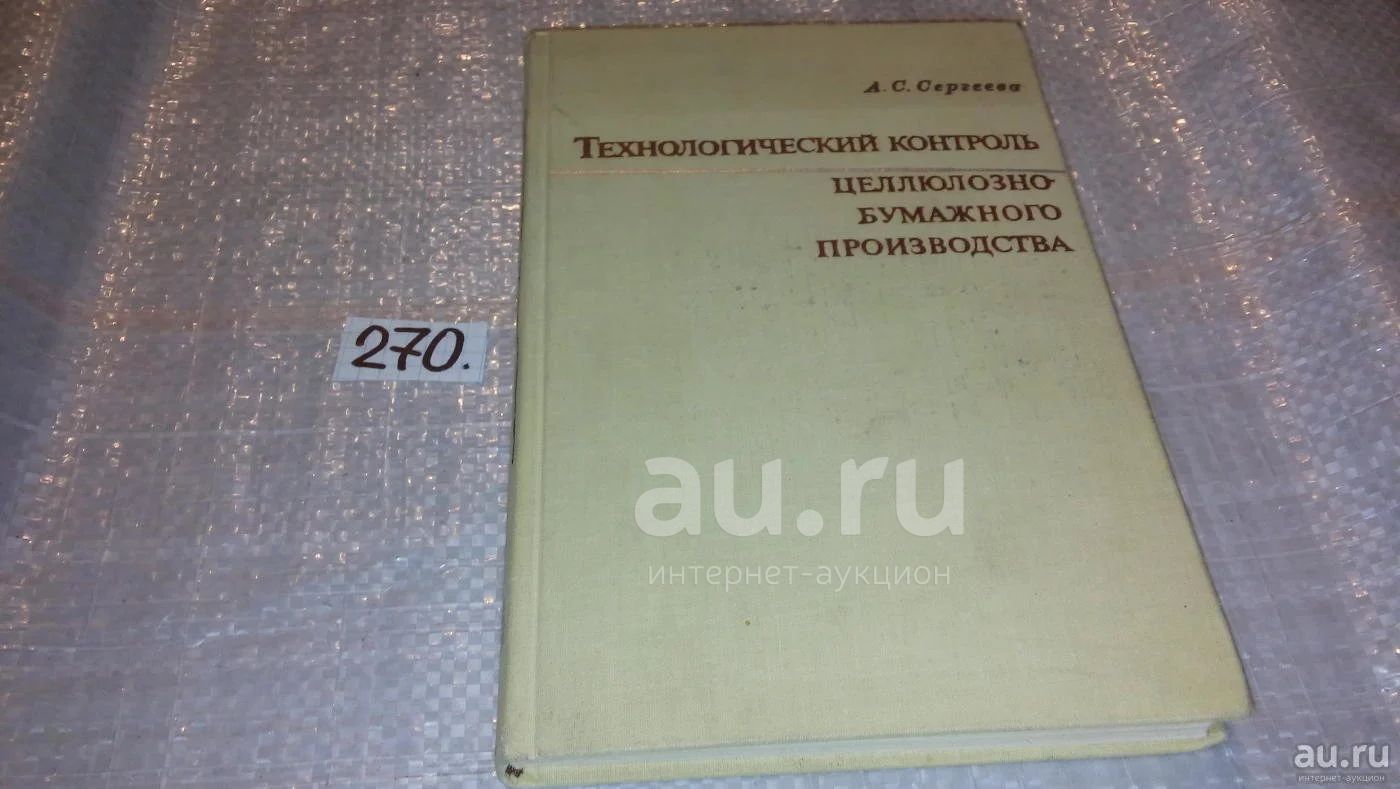 А. С. Сергеева
ТЕХНОЛОГИЧЕСКИЙ КОНТРОЛЬ
ЦЕЛЛЮЛОЗНО-
БУМАЖНОГО
ПРОИЗВОДСТВА
270.
au.ru
интернет-аукцион
au.ru
интернет-аукцион